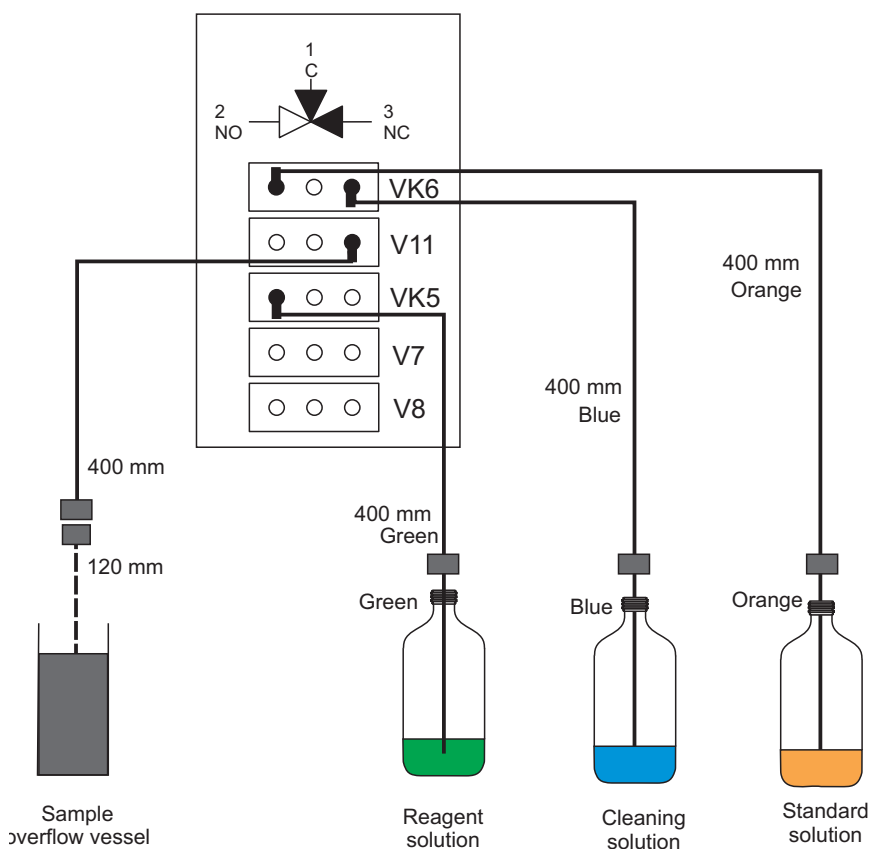 1
C
2
NO
3
NC
VK6
V11
VK5
V7
V8
400 mm
Orange
400 mm
Blue
400 mm
120 mm
400 mm
Green
Green
Blue
Orange
Sample
overflow vessel
Reagent
solution
Cleaning
solution
Standard
solution